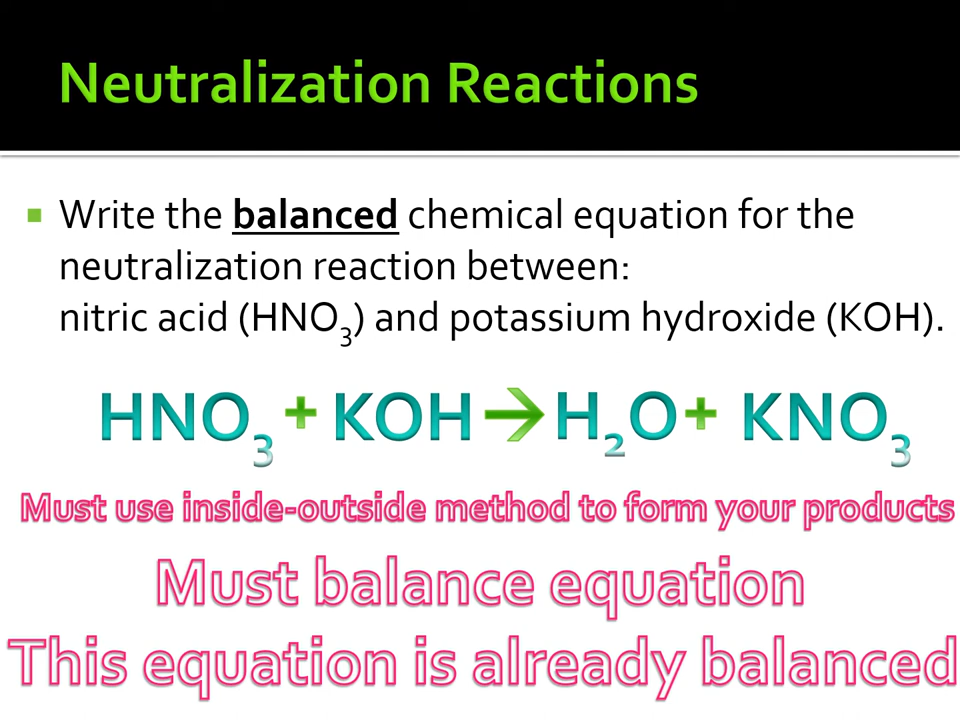 Neutralization Reactions
Write the balanced chemical equation for the
neutralization reaction between:
nitric acid (HNO₃) and potassium hydroxide (KOH).
HNO₃ + KOH → H₂O + KNO₃
Must use inside-outside method to form your products
Must balance equation
This equation is already balanced